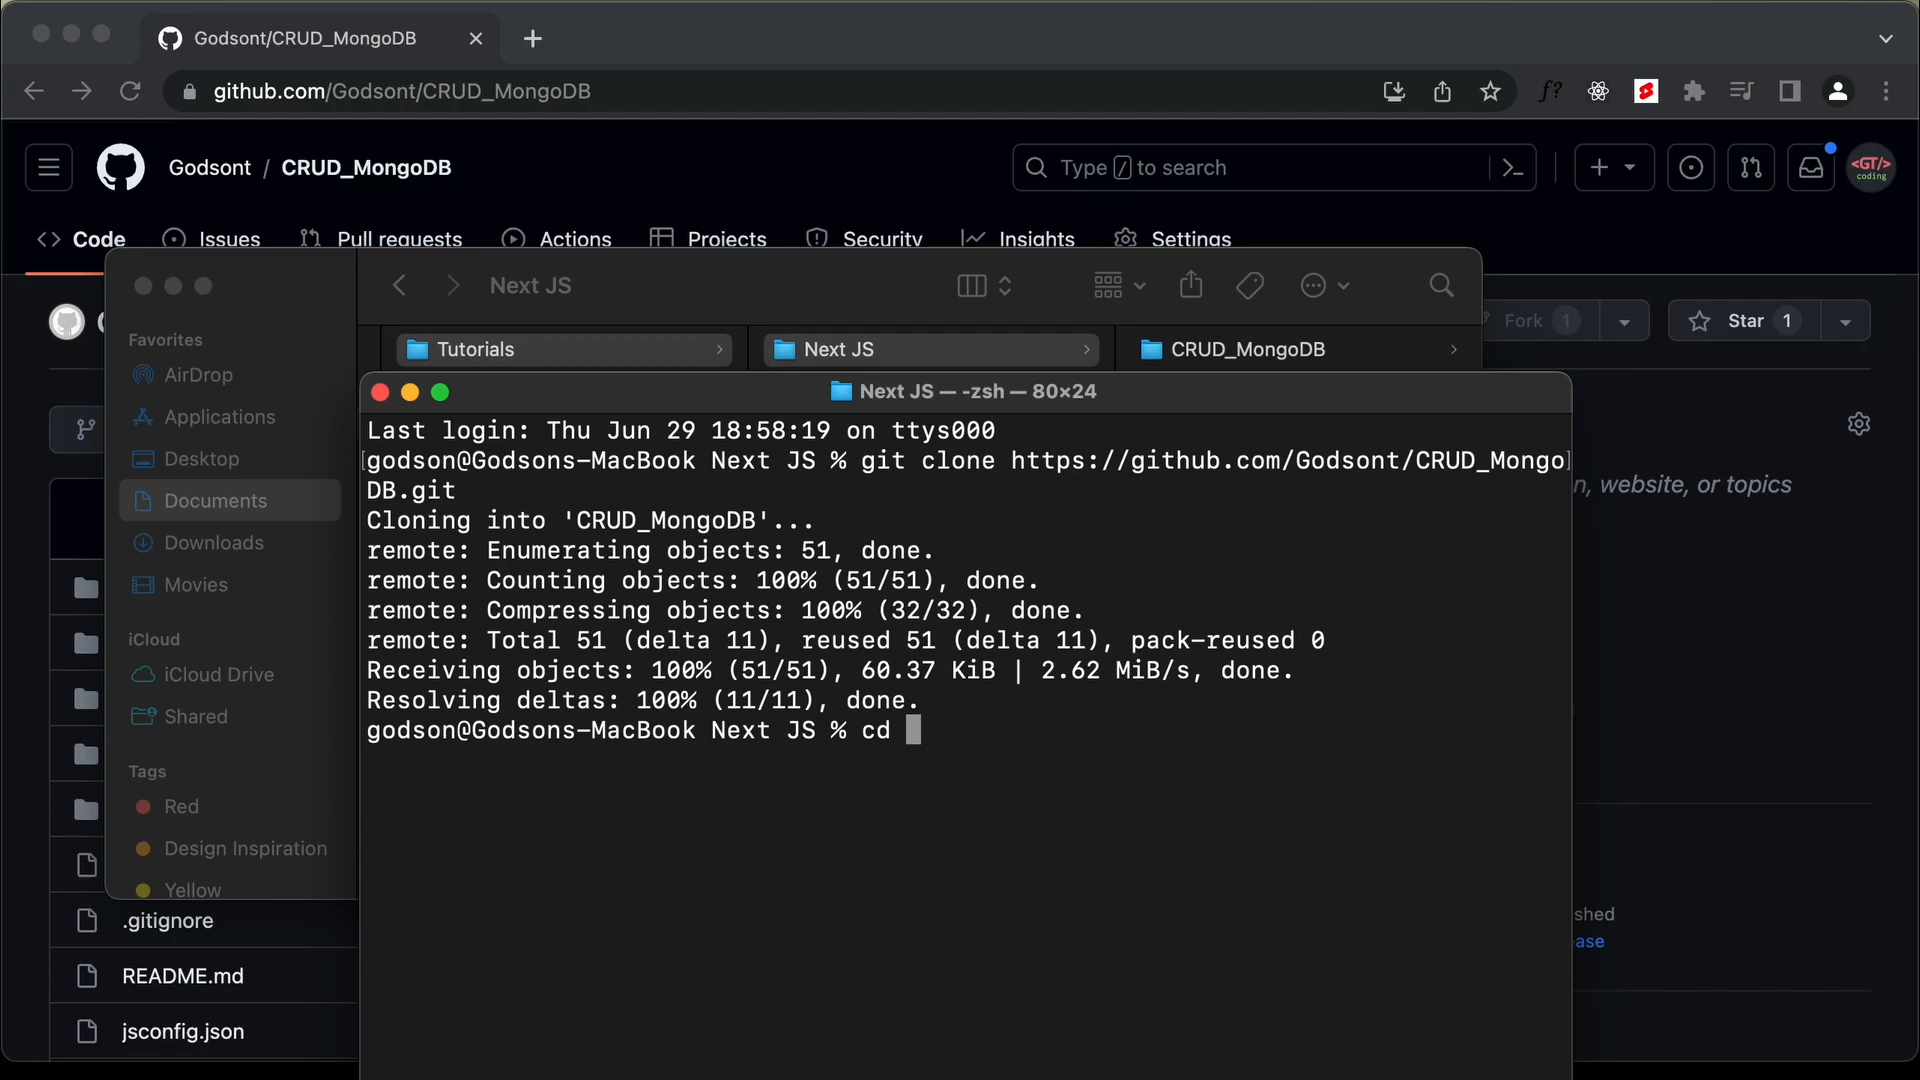 Godsont/CRUD_MongoDB
github.com/Godsont/CRUD_MongoDB
f?
Godsont / CRUD_MongoDB
Type / to search
<GT/>
coding
Code
Issues
Pull requests
Actions
Projects
Security
Insights
Settings
Next JS
Fork 1
Star 1
Favorites
AirDrop
Applications
Desktop
Documents
Downloads
Movies
iCloud
iCloud Drive
Shared
Tags
Red
Design Inspiration
Yellow
Tutorials
Next JS
CRUD_MongoDB
Next JS — -zsh — 80×24
Last login: Thu Jun 29 18:58:19 on ttys000
[godson@Godsons-MacBook Next JS % git clone https://github.com/Godsont/CRUD_Mongo]
DB.git
Cloning into 'CRUD_MongoDB'...
remote: Enumerating objects: 51, done.
remote: Counting objects: 100% (51/51), done.
remote: Compressing objects: 100% (32/32), done.
remote: Total 51 (delta 11), reused 51 (delta 11), pack-reused 0
Receiving objects: 100% (51/51), 60.37 KiB | 2.62 MiB/s, done.
Resolving deltas: 100% (11/11), done.
godson@Godsons-MacBook Next JS % cd
n, website, or topics
shed
ease
.gitignore
README.md
jsconfig.json